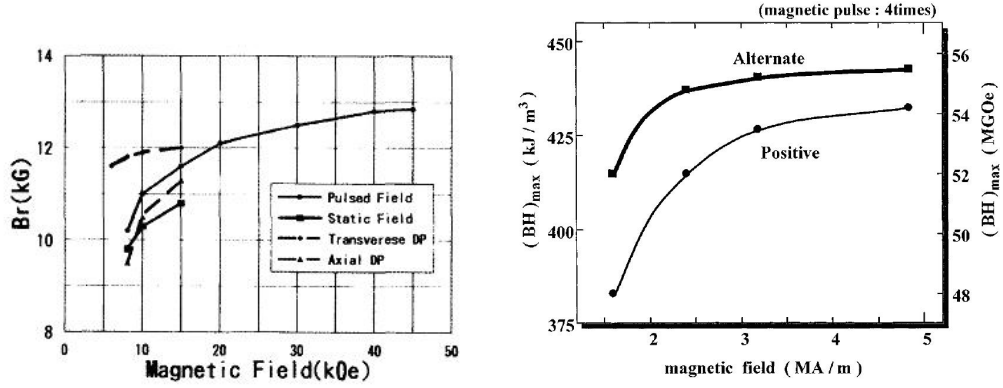 Br(kG)
14
12
10
8
0
10
20
30
40
50
Magnetic Field(kOe)
Pulsed Field
Static Field
Transverese DP
Axial DP
(magnetic pulse : 4times)
(BH)max ( kJ / m³ )
450
425
400
375
Alternate
Positive
56
54
52
50
48
(BH)max ( MGOe )
2
3
4
5
magnetic field ( MA / m )